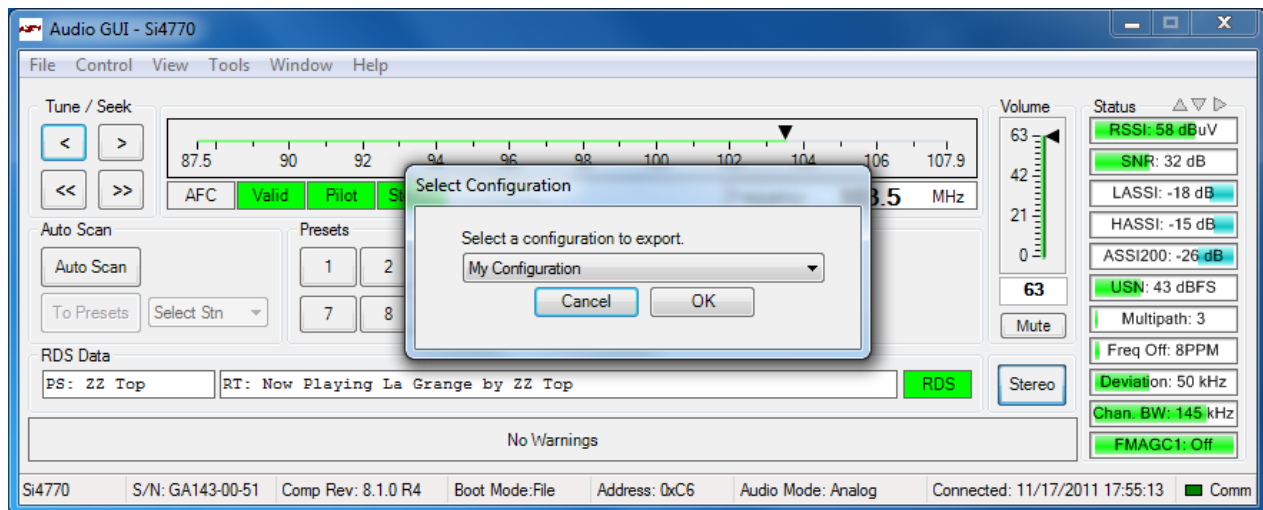 Audio GUI - Si4770
File Control View Tools Window Help
Tune / Seek
< >
<< >>
87.5 90 92 94 96 98 100 102 104 106 107.9
AFC Valid Pilot
MHz
Select Configuration
Select a configuration to export.
My Configuration
Cancel OK
Auto Scan
Auto Scan
To Presets Select Stn
Presets
1 2
7 8
RDS Data
PS: ZZ Top RT: Now Playing La Grange by ZZ Top RDS
No Warnings
Volume
63
42
21
0
63
Mute
Stereo
Status
RSSI: 58 dBuV
SNR: 32 dB
LASSI: -18 dB
HASSI: -15 dB
ASSI200: -26 dB
USN: 43 dBFS
Multipath: 3
Freq Off: 8PPM
Deviation: 50 kHz
Chan. BW: 145 kHz
FMAGC1: Off
Si4770 S/N: GA143-00-51 Comp Rev: 8.1.0 R4 Boot Mode:File Address: 0xC6 Audio Mode: Analog Connected: 11/17/2011 17:55:13 Comm